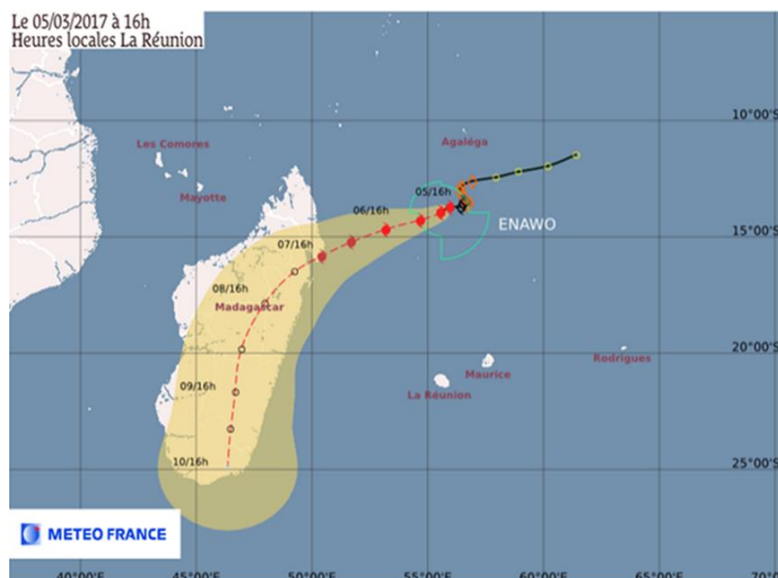 Le 05/03/2017 à 16h
Heures locales La Réunion
10°00'S
Les Comores
Agaléga
Mayotte
05/16h
06/16h
ENAWO
15°00'S
07/16h
08/16h
Madagascar
20°00'S
Rodrigues
Maurice
09/16h
La Réunion
10/16h
25°00'S
METEO FRANCE
40°00'E
45°00'E
50°00'E
55°00'E
60°00'E
65°00'E